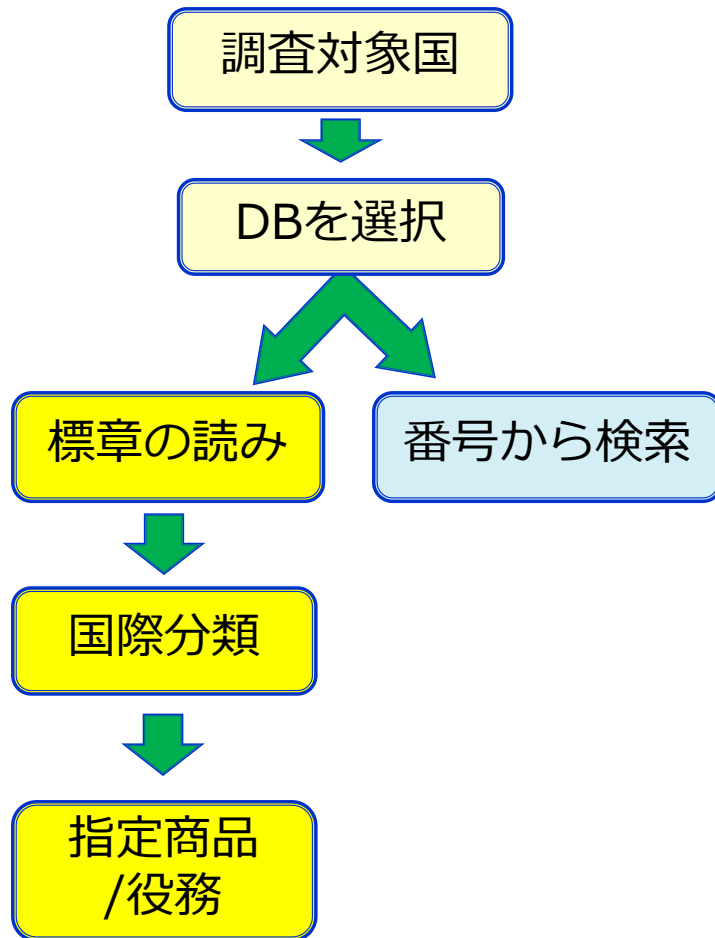 調査対象国
DBを選択
標章の読み
番号から検索
国際分類
指定商品
/役務